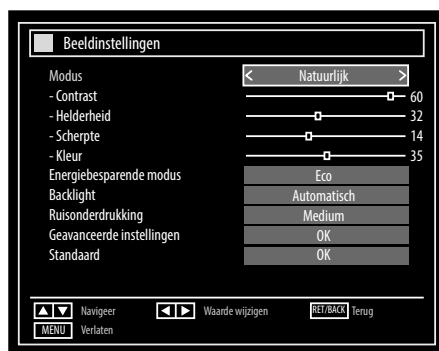 Beeldinstellingen
Modus < Natuurlijk >
- Contrast 60
- Helderheid 32
- Scherpte 14
- Kleur 35
Energiebesparende modus Eco
Backlight Automatisch
Ruisonderdrukking Medium
Geavanceerde instellingen OK
Standaard OK
▲ ▼ Navigeer ◀ ▶ Waarde wijzigen RET/BACK Terug
MENU Verlaten